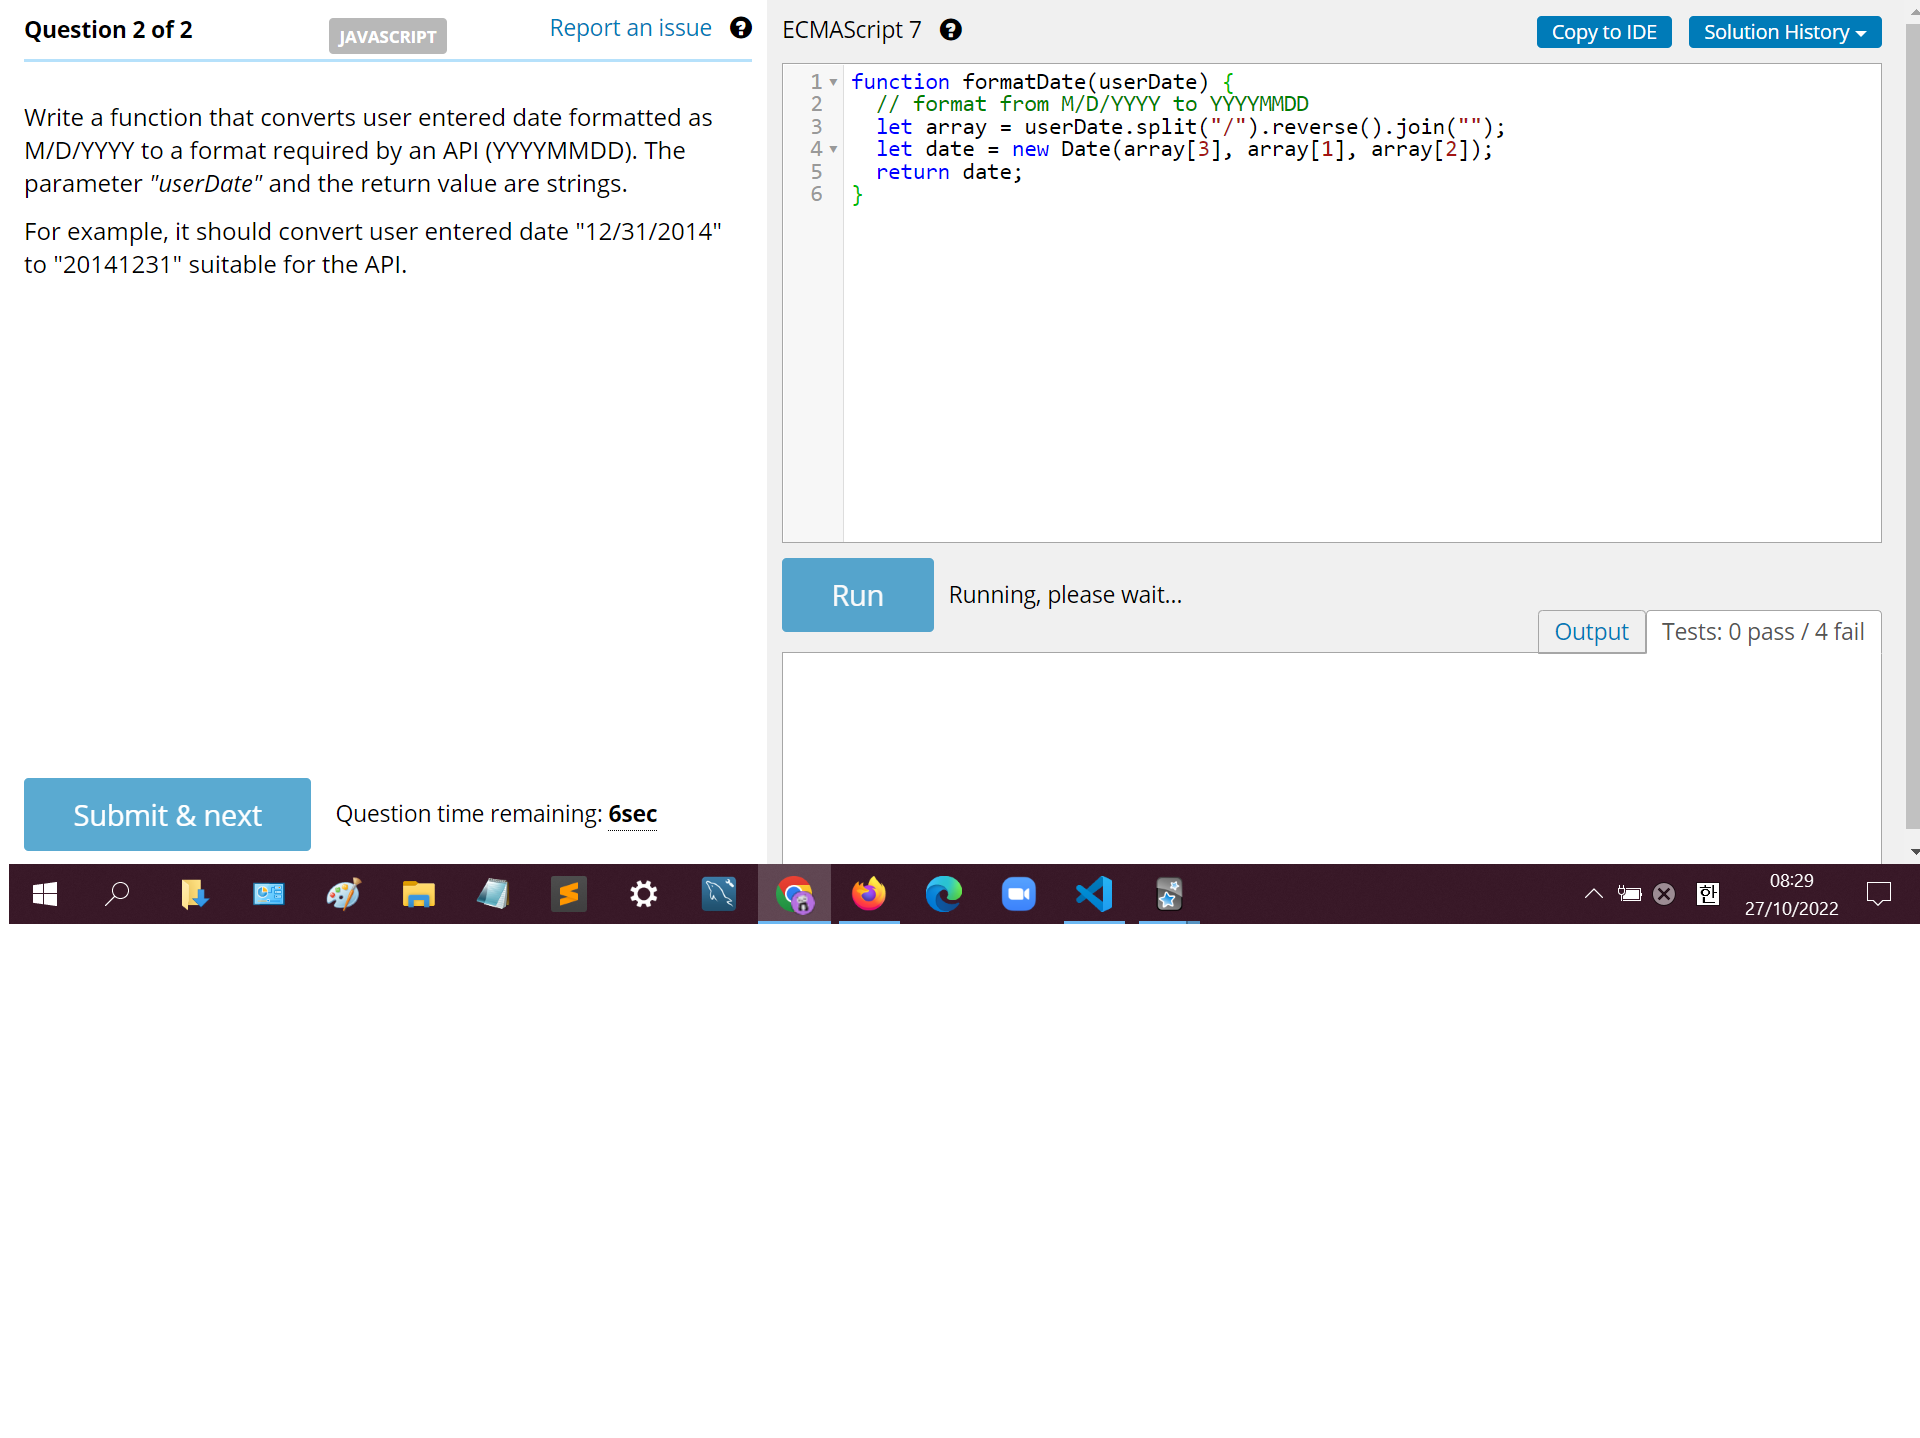 Question 2 of 2
JAVASCRIPT
Report an issue
?
Write a function that converts user entered date formatted as
M/D/YYYY to a format required by an API (YYYYMMDD). The
parameter "userDate" and the return value are strings.
For example, it should convert user entered date "12/31/2014"
to "20141231" suitable for the API.
Submit & next
Question time remaining: 6sec
ECMAScript 7
?
Copy to IDE
Solution History
1 function formatDate(userDate) {
2 // format from M/D/YYYY to YYYYMMDD
3 let array = userDate.split("/").reverse().join("");
4 let date = new Date(array[3], array[1], array[2]);
5 return date;
6 }
Run
Running, please wait...
Output
Tests: 0 pass / 4 fail
한
08:29
27/10/2022